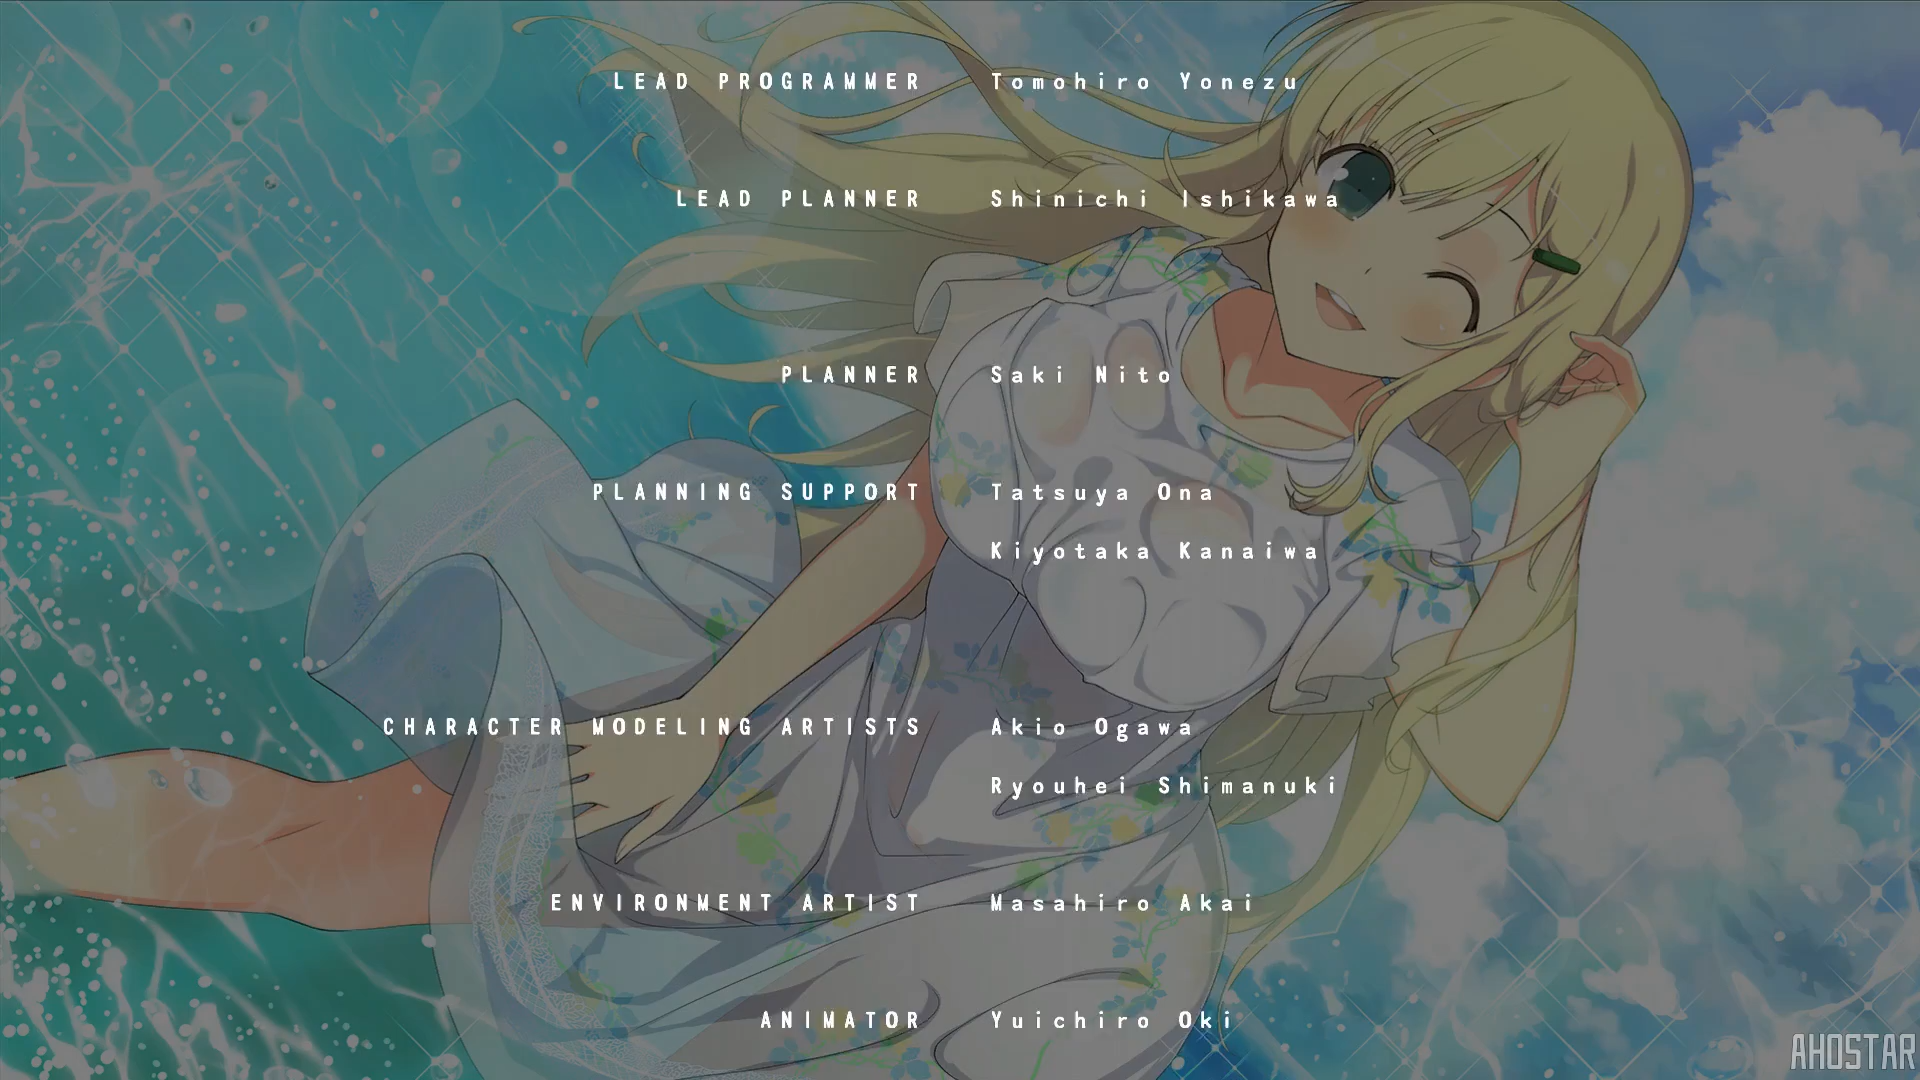 LEAD PROGRAMMER Tomohiro Yonezu
LEAD PLANNER Shinichi Ishikawa
PLANNER Saki Nito
PLANNING SUPPORT Tatsuya Ona
Kiyotaka Kanaiwa
CHARACTER MODELING ARTISTS Akio Ogawa
Ryouhei Shimanuki
ENVIRONMENT ARTIST Masahiro Akai
ANIMATOR Yuichiro Oki
AHOSTAR